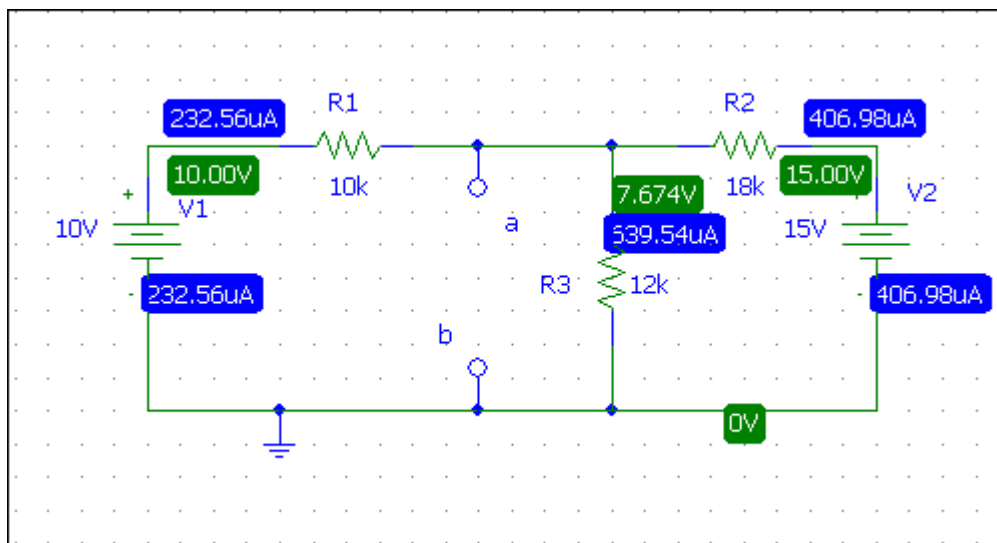 R1
R2
232.56uA
406.98uA
10.00V
10k
7.674V
18k
15.00V
+
V1
V2
10V
a
639.54uA
15V
R3
12k
-
232.56uA
-
406.98uA
b
0V